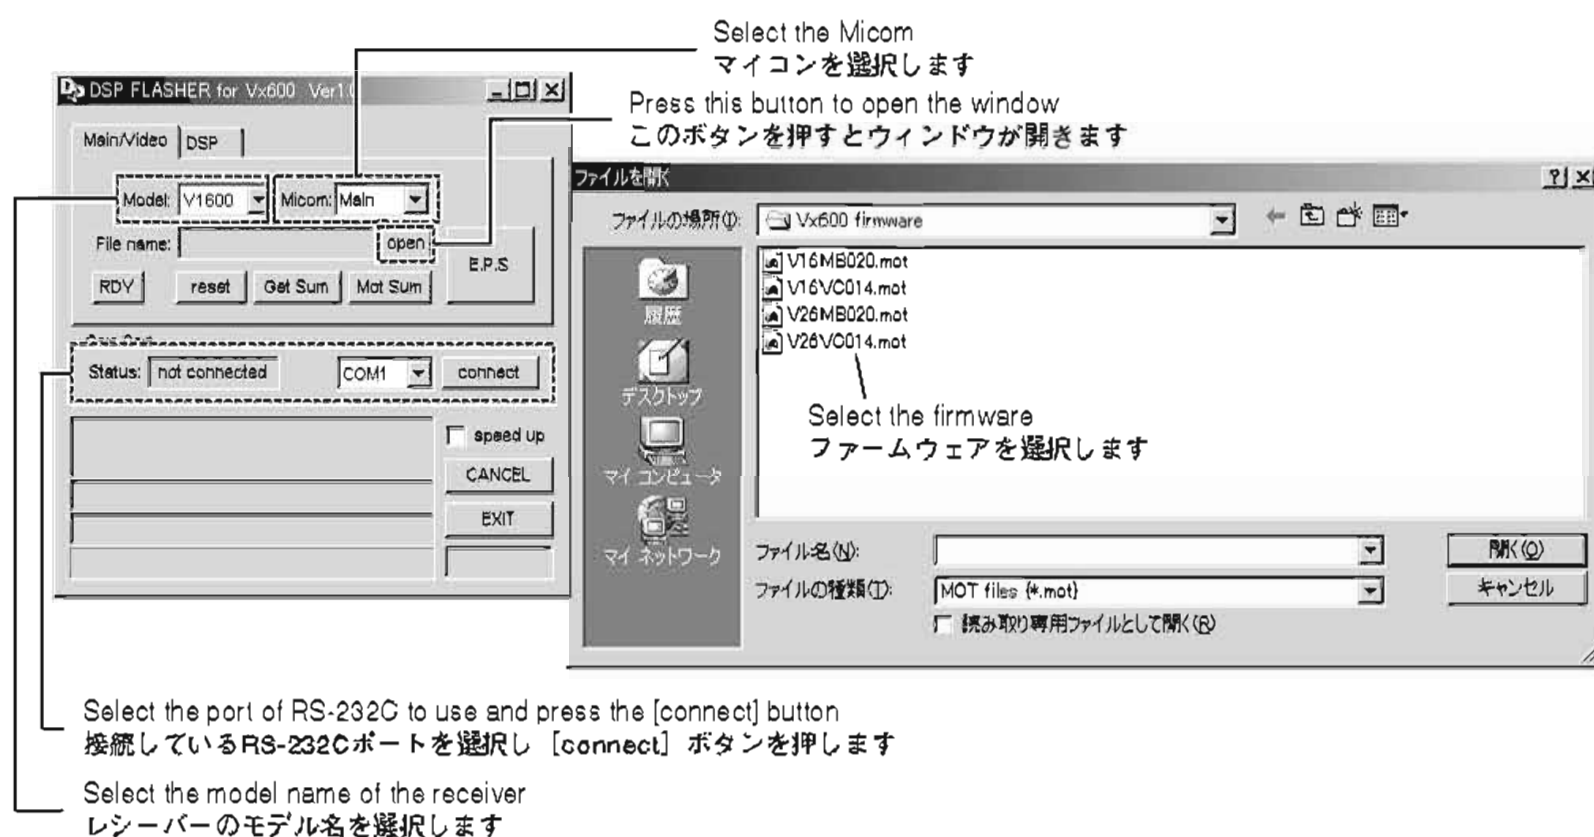 Select the Micom
マイコンを選択します
Press this button to open the window
このボタンを押すとウィンドウが開きます
DSP FLASHER for Vx600 Ver1.0
Main/Video DSP
Model: V1600 Micom: Main
File name: open
E.P.S
RDY reset Get Sum Mot Sum
Status: not connected COM1 connect
speed up
CANCEL
EXIT
ファイルを開く
ファイルの場所(I): Vx600 firmware
履歴
デスクトップ
マイ コンピュータ
マイ ネットワーク
V16MB020.mot
V16VC014.mot
V26MB020.mot
V26VC014.mot
Select the firmware
ファームウェアを選択します
ファイル名(N): 開く(O)
ファイルの種類(T): MOT files (*.mot) キャンセル
読み取り専用ファイルとして開く(R)
Select the port of RS-232C to use and press the [connect] button
接続しているRS-232Cポートを選択し [connect] ボタンを押します
Select the model name of the receiver
レシーバーのモデル名を選択します